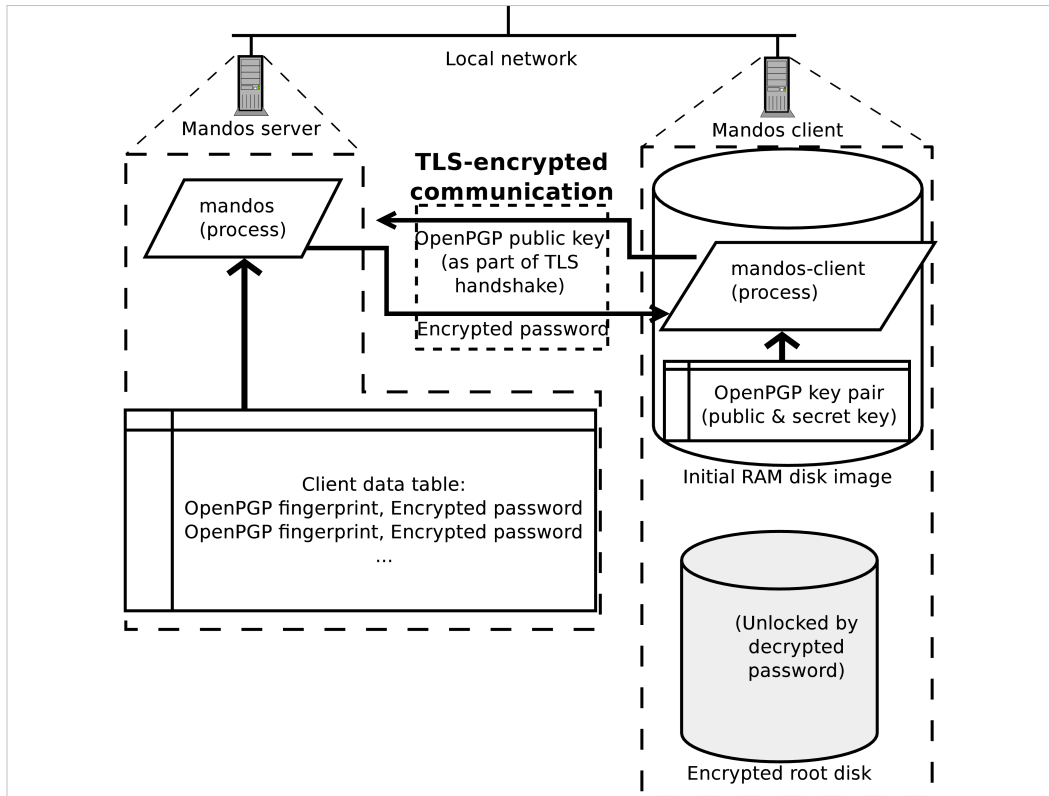 Local network
Mandos server
Mandos client
TLS-encrypted
communication
mandos
(process)
OpenPGP public key
(as part of TLS
handshake)
Encrypted password
mandos-client
(process)
OpenPGP key pair
(public & secret key)
Initial RAM disk image
Client data table:
OpenPGP fingerprint, Encrypted password
OpenPGP fingerprint, Encrypted password
...
(Unlocked by
decrypted
password)
Encrypted root disk